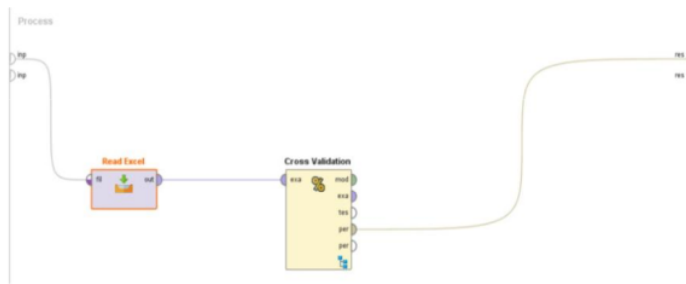 Process
inp
inp
res
res
Read Excel
fil
out
Cross Validation
exa
mod
exa
tes
per
per